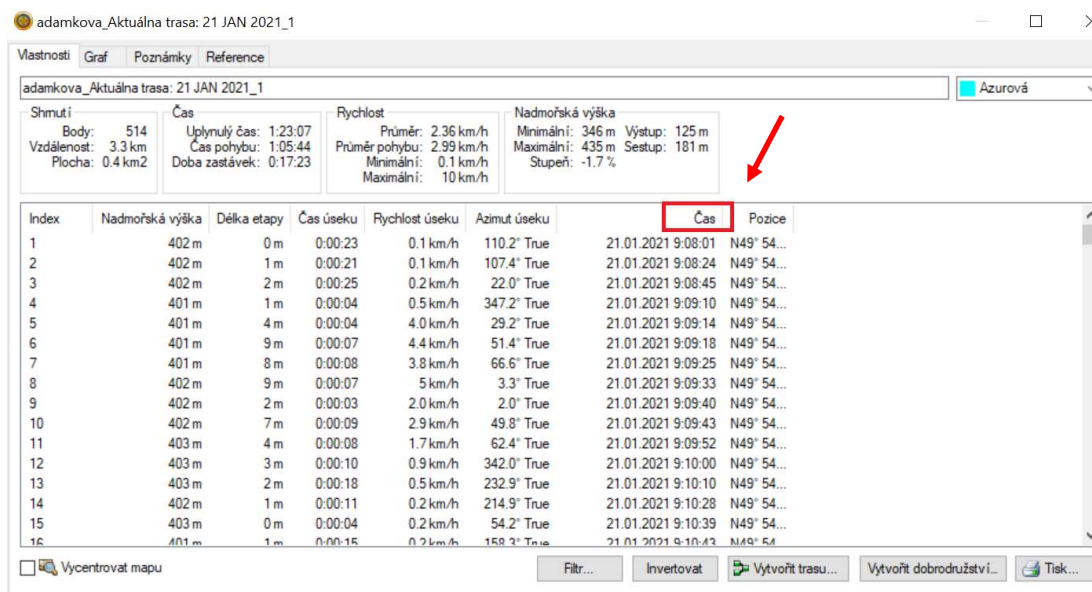 adamkova_Aktuálna trasa: 21 JAN 2021_1
Vlastnosti Graf Poznámky Reference
adamkova_Aktuálna trasa: 21 JAN 2021_1 Azurová
Shrnutí Čas Rychlost Nadmořská výška
Body: 514 Uplynulý čas: 1:23:07 Průměr: 2.36 km/h Minimální: 346 m Výstup: 125 m
Vzdálenost: 3.3 km Čas pohybu: 1:05:44 Průměr pohybu: 2.99 km/h Maximální: 435 m Sestup: 181 m
Plocha: 0.4 km2 Doba zastávek: 0:17:23 Minimální: 0.1 km/h Stupeň: -1.7 %
Maximální: 10 km/h
Index Nadmořská výška Délka etapy Čas úseku Rychlost úseku Azimut úseku Čas Pozice
1 402 m 0 m 0:00:23 0.1 km/h 110.2° True 21.01.2021 9:08:01 N49° 54...
2 402 m 1 m 0:00:21 0.1 km/h 107.4° True 21.01.2021 9:08:24 N49° 54...
3 402 m 2 m 0:00:25 0.2 km/h 22.0° True 21.01.2021 9:08:45 N49° 54...
4 401 m 1 m 0:00:04 0.5 km/h 347.2° True 21.01.2021 9:09:10 N49° 54...
5 401 m 4 m 0:00:04 4.0 km/h 29.2° True 21.01.2021 9:09:14 N49° 54...
6 401 m 9 m 0:00:07 4.4 km/h 51.4° True 21.01.2021 9:09:18 N49° 54...
7 401 m 8 m 0:00:08 3.8 km/h 66.6° True 21.01.2021 9:09:25 N49° 54...
8 402 m 9 m 0:00:07 5 km/h 3.3° True 21.01.2021 9:09:33 N49° 54...
9 402 m 2 m 0:00:03 2.0 km/h 2.0° True 21.01.2021 9:09:40 N49° 54...
10 402 m 7 m 0:00:09 2.9 km/h 49.8° True 21.01.2021 9:09:43 N49° 54...
11 403 m 4 m 0:00:08 1.7 km/h 62.4° True 21.01.2021 9:09:52 N49° 54...
12 403 m 3 m 0:00:10 0.9 km/h 342.0° True 21.01.2021 9:10:00 N49° 54...
13 403 m 2 m 0:00:18 0.5 km/h 232.9° True 21.01.2021 9:10:10 N49° 54...
14 402 m 1 m 0:00:11 0.2 km/h 214.9° True 21.01.2021 9:10:28 N49° 54...
15 403 m 0 m 0:00:04 0.2 km/h 54.2° True 21.01.2021 9:10:39 N49° 54...
16 401 m 1 m 0:00:15 0.2 km/h 158.3° True 21.01.2021 9:10:43 N49° 54
Vycentrovat mapu Filtr... Invertovat Vytvořit trasu... Vytvořit dobrodružství... Tisk...